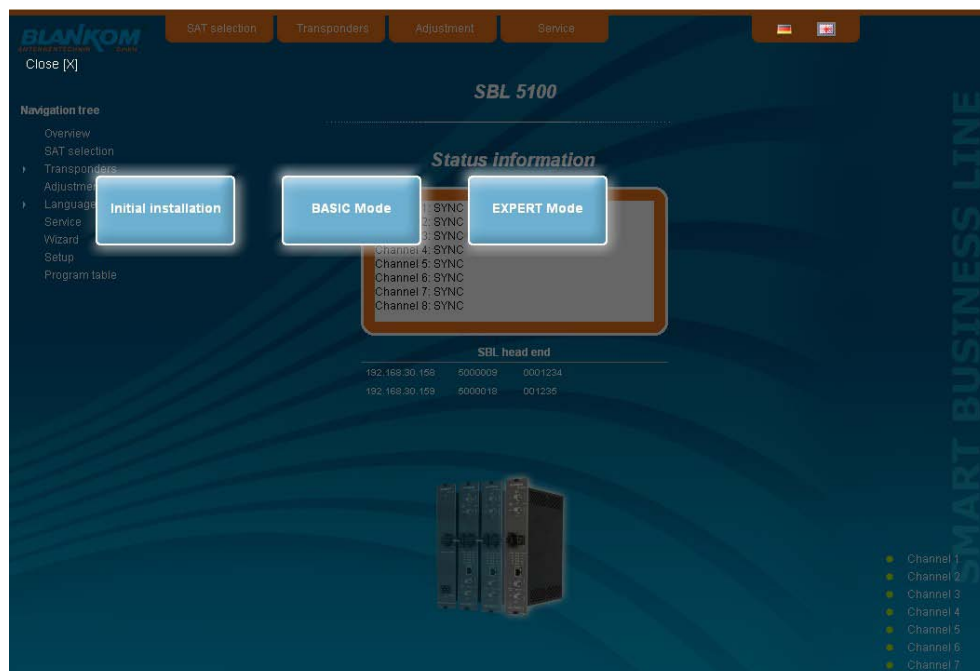 SAT selection
Transponders
Adjustment
Service
BLANKOM
ANTENNENTECHNIK GmbH
Close [X]
SBL 5100
Navigation tree
Overview
SAT selection
Transponders
Language
Service
Wizard
Setup
Program table
Status information
Initial installation
BASIC Mode
EXPERT Mode
1: SYNC
2: SYNC
3: SYNC
Channel 4: SYNC
Channel 5: SYNC
Channel 6: SYNC
Channel 7: SYNC
Channel 8: SYNC
SBL head end
192.168.30.158 5000009 0001234
192.168.30.159 5000018 001235
SMART BUSINESS LINE
Channel 1
Channel 2
Channel 3
Channel 4
Channel 5
Channel 6
Channel 7